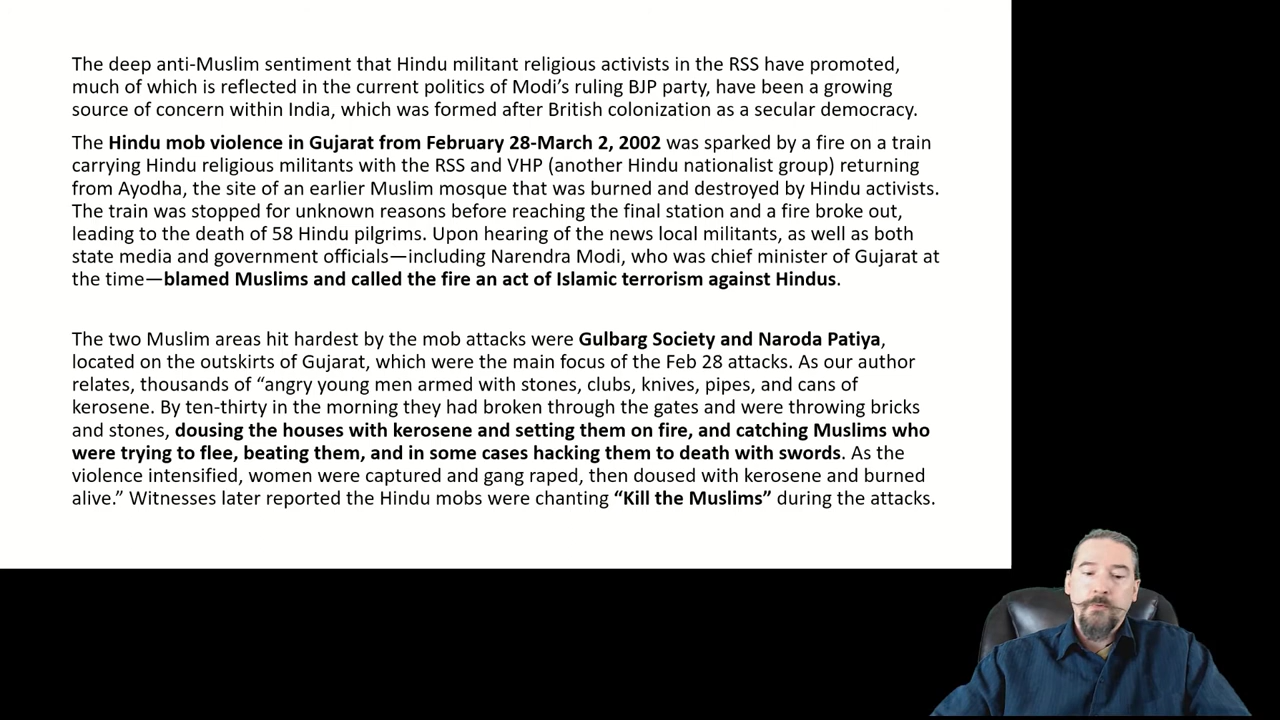 The deep anti-Muslim sentiment that Hindu militant religious activists in the RSS have promoted,
much of which is reflected in the current politics of Modi’s ruling BJP party, have been a growing
source of concern within India, which was formed after British colonization as a secular democracy.
The Hindu mob violence in Gujarat from February 28-March 2, 2002 was sparked by a fire on a train
carrying Hindu religious militants with the RSS and VHP (another Hindu nationalist group) returning
from Ayodha, the site of an earlier Muslim mosque that was burned and destroyed by Hindu activists.
The train was stopped for unknown reasons before reaching the final station and a fire broke out,
leading to the death of 58 Hindu pilgrims. Upon hearing of the news local militants, as well as both
state media and government officials—including Narendra Modi, who was chief minister of Gujarat at
the time—blamed Muslims and called the fire an act of Islamic terrorism against Hindus.
The two Muslim areas hit hardest by the mob attacks were Gulbarg Society and Naroda Patiya,
located on the outskirts of Gujarat, which were the main focus of the Feb 28 attacks. As our author
relates, thousands of “angry young men armed with stones, clubs, knives, pipes, and cans of
kerosene. By ten-thirty in the morning they had broken through the gates and were throwing bricks
and stones, dousing the houses with kerosene and setting them on fire, and catching Muslims who
were trying to flee, beating them, and in some cases hacking them to death with swords. As the
violence intensified, women were captured and gang raped, then doused with kerosene and burned
alive.” Witnesses later reported the Hindu mobs were chanting “Kill the Muslims” during the attacks.